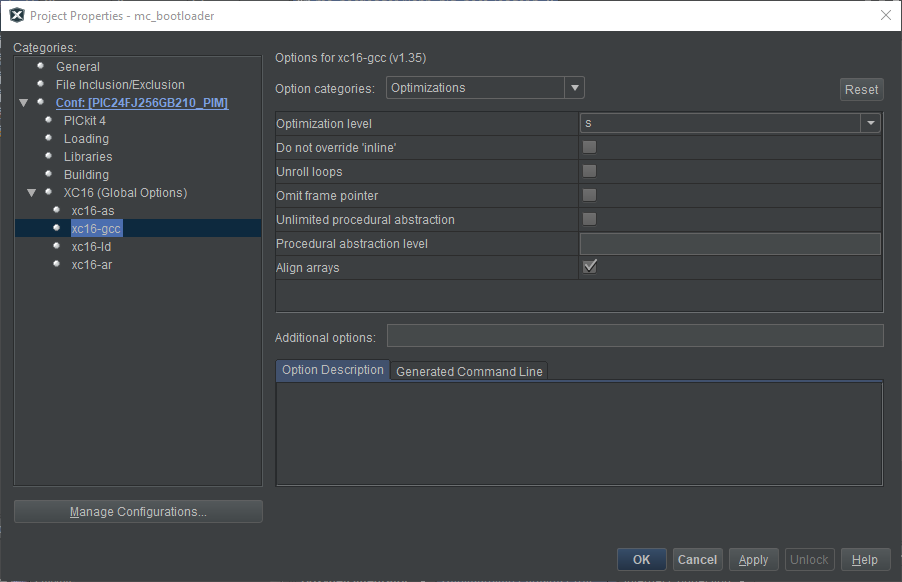 Project Properties - mc_bootloader
Categories:
General
File Inclusion/Exclusion
Conf: [PIC24FJ256GB210_PIM]
PICkit 4
Loading
Libraries
Building
XC16 (Global Options)
xc16-as
xc16-gcc
xc16-ld
xc16-ar
Manage Configurations...
Options for xc16-gcc (v1.35)
Option categories: Optimizations
Reset
Optimization level s
Do not override 'inline'
Unroll loops
Omit frame pointer
Unlimited procedural abstraction
Procedural abstraction level
Align arrays
Additional options:
Option Description Generated Command Line
OK Cancel Apply Unlock Help